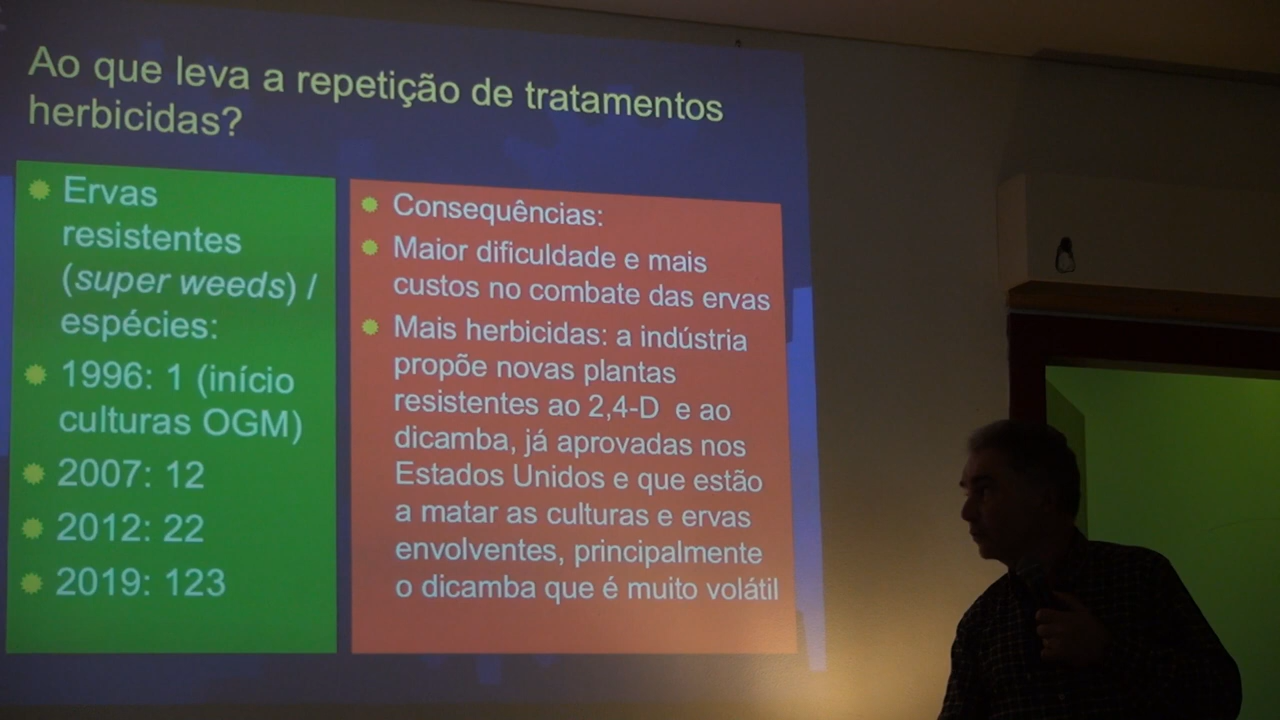 Ao que leva a repetição de tratamentos
herbicidas?
Ervas
resistentes
(super weeds) /
espécies:
1996: 1 (início
culturas OGM)
2007: 12
2012: 22
2019: 123
Consequências:
Maior dificuldade e mais
custos no combate das ervas
Mais herbicidas: a indústria
propõe novas plantas
resistentes ao 2,4-D e ao
dicamba, já aprovadas nos
Estados Unidos e que estão
a matar as culturas e ervas
envolventes, principalmente
o dicamba que é muito volátil